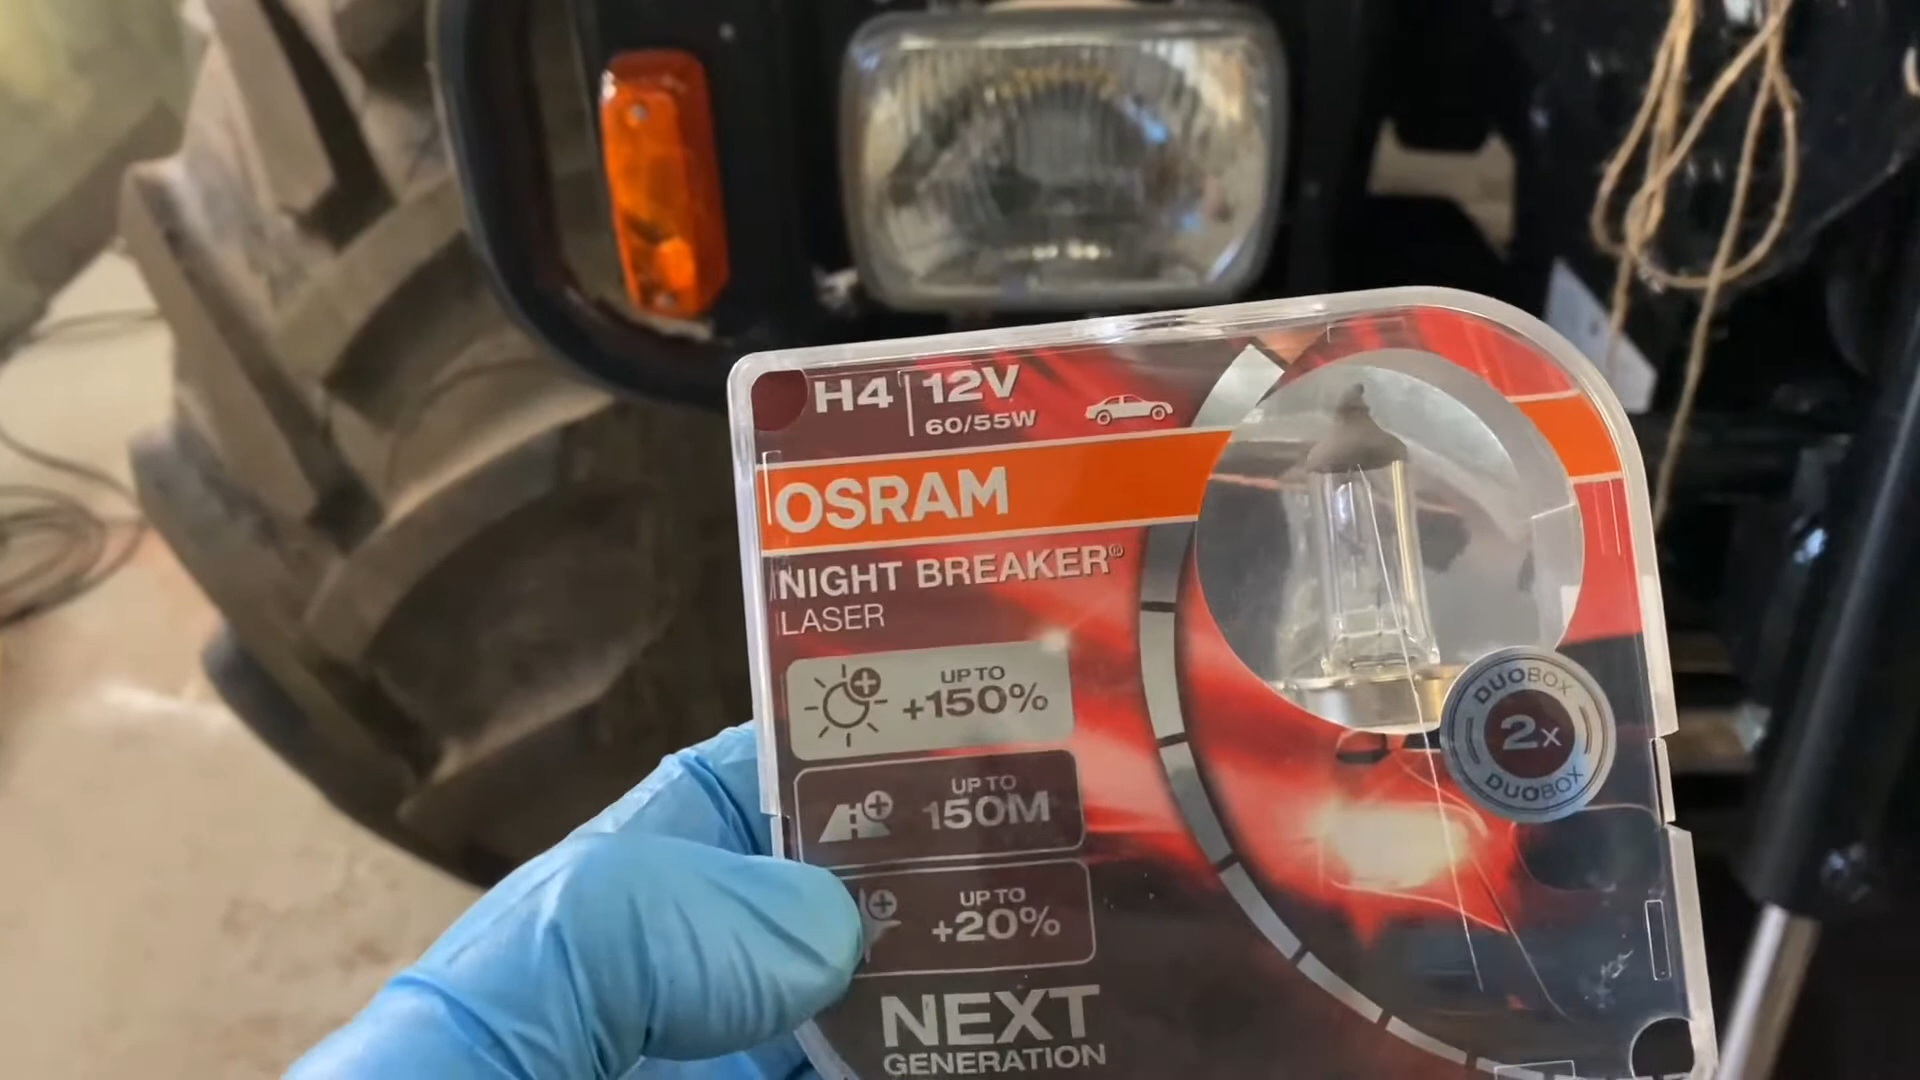 H4 | 12V
60/55W
OSRAM
NIGHT BREAKER®
LASER
UP TO
+150%
UP TO
150M
UP TO
+20%
NEXT
GENERATION
DUOBOX
2x
DUOBOX